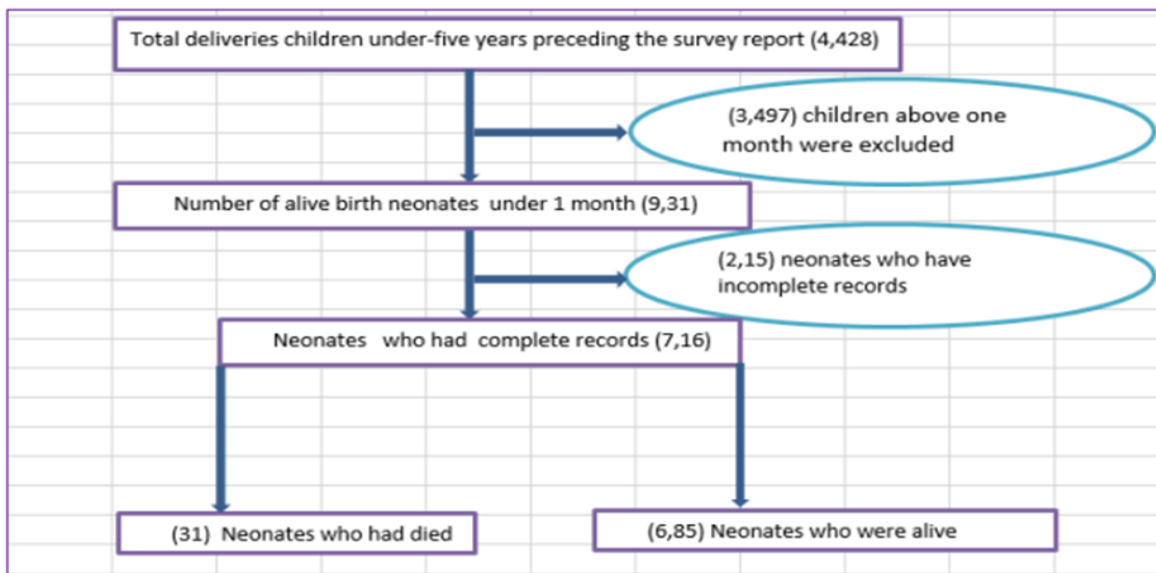 Total deliveries children under-five years preceding the survey report (4,428)
(3,497) children above one
month were excluded
Number of alive birth neonates under 1 month (9,31)
(2,15) neonates who have
incomplete records
Neonates who had complete records (7,16)
(31) Neonates who had died
(6,85) Neonates who were alive